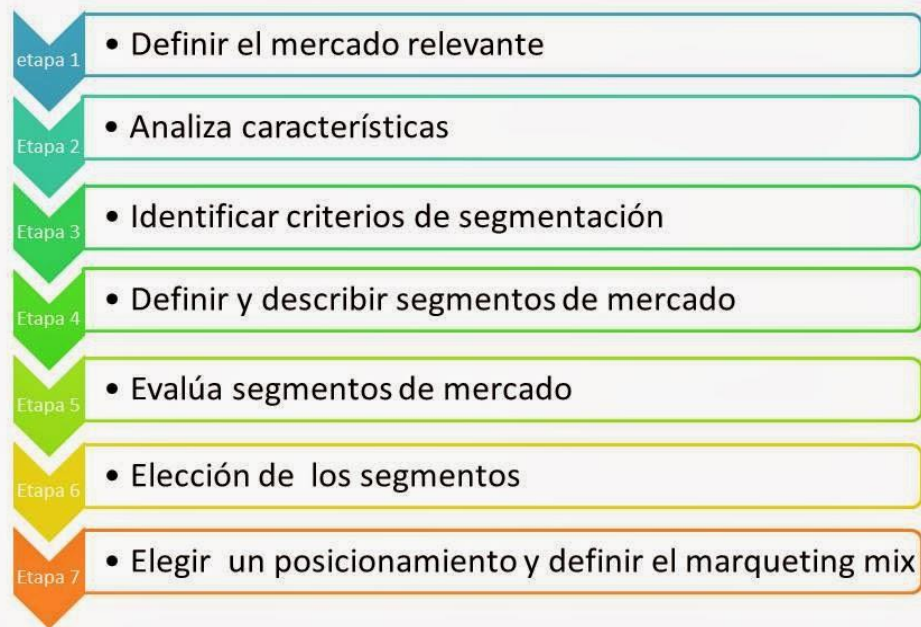 etapa 1
• Definir el mercado relevante
Etapa 2
• Analiza características
Etapa 3
• Identificar criterios de segmentación
Etapa 4
• Definir y describir segmentos de mercado
Etapa 5
• Evalúa segmentos de mercado
Etapa 6
• Elección de los segmentos
Etapa 7
• Elegir un posicionamiento y definir el marqueting mix